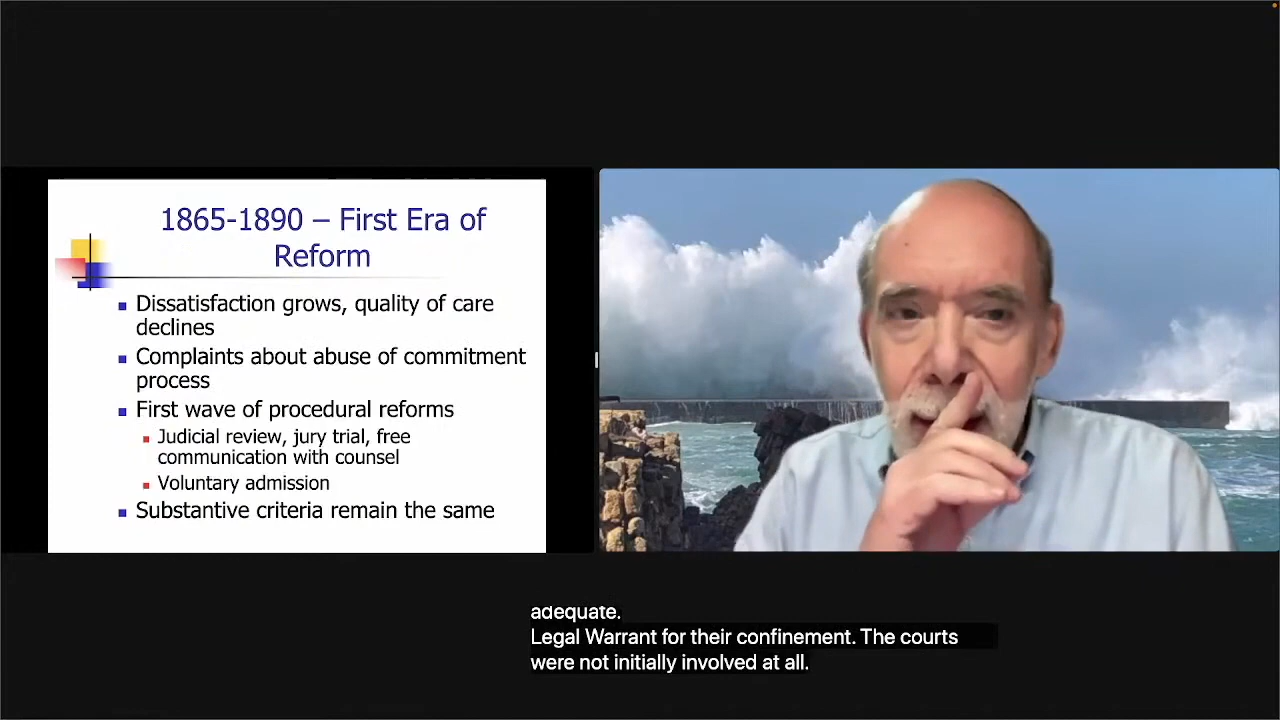 1865-1890 – First Era of
Reform
Dissatisfaction grows, quality of care
declines
Complaints about abuse of commitment
process
First wave of procedural reforms
Judicial review, jury trial, free
communication with counsel
Voluntary admission
Substantive criteria remain the same
adequate.
Legal Warrant for their confinement. The courts
were not initially involved at all.